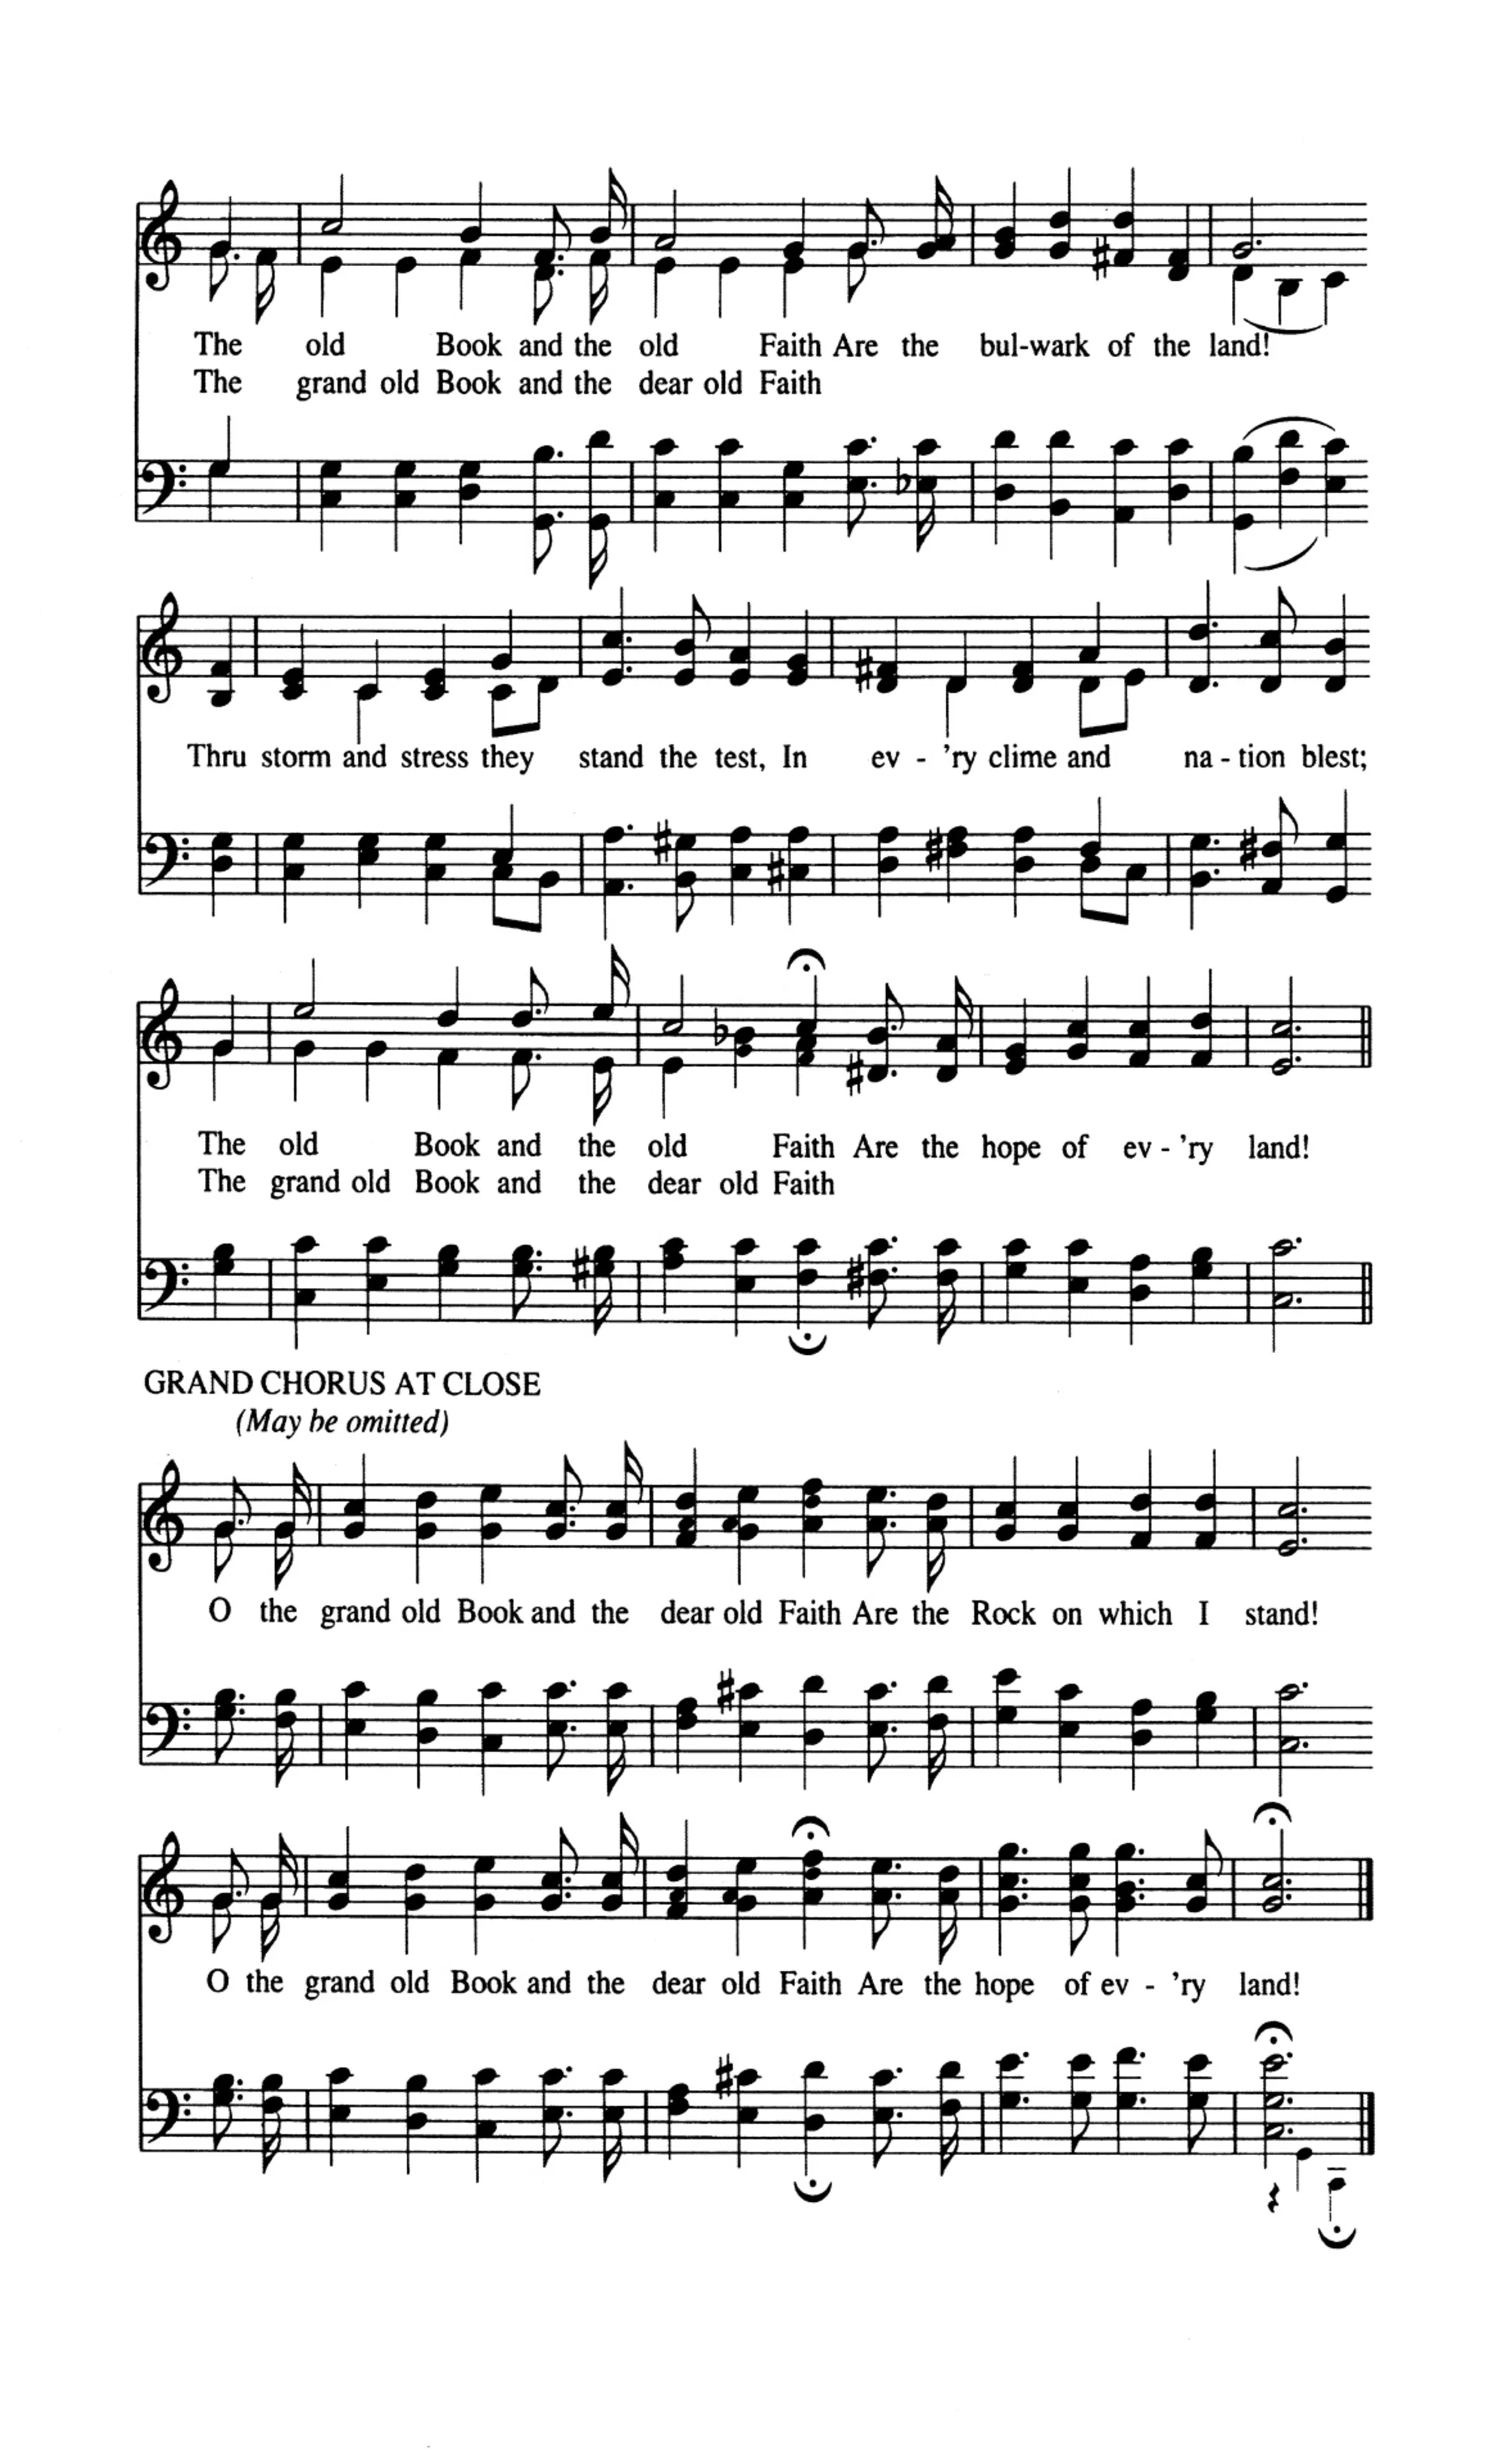 The old Book and the old Faith Are the bul-wark of the land!
The grand old Book and the dear old Faith
Thru storm and stress they stand the test, In ev - 'ry clime and na - tion blest;
The old Book and the old Faith Are the hope of ev - 'ry land!
The grand old Book and the dear old Faith
GRAND CHORUS AT CLOSE
(May be omitted)
O the grand old Book and the dear old Faith Are the Rock on which I stand!
O the grand old Book and the dear old Faith Are the hope of ev - 'ry land!